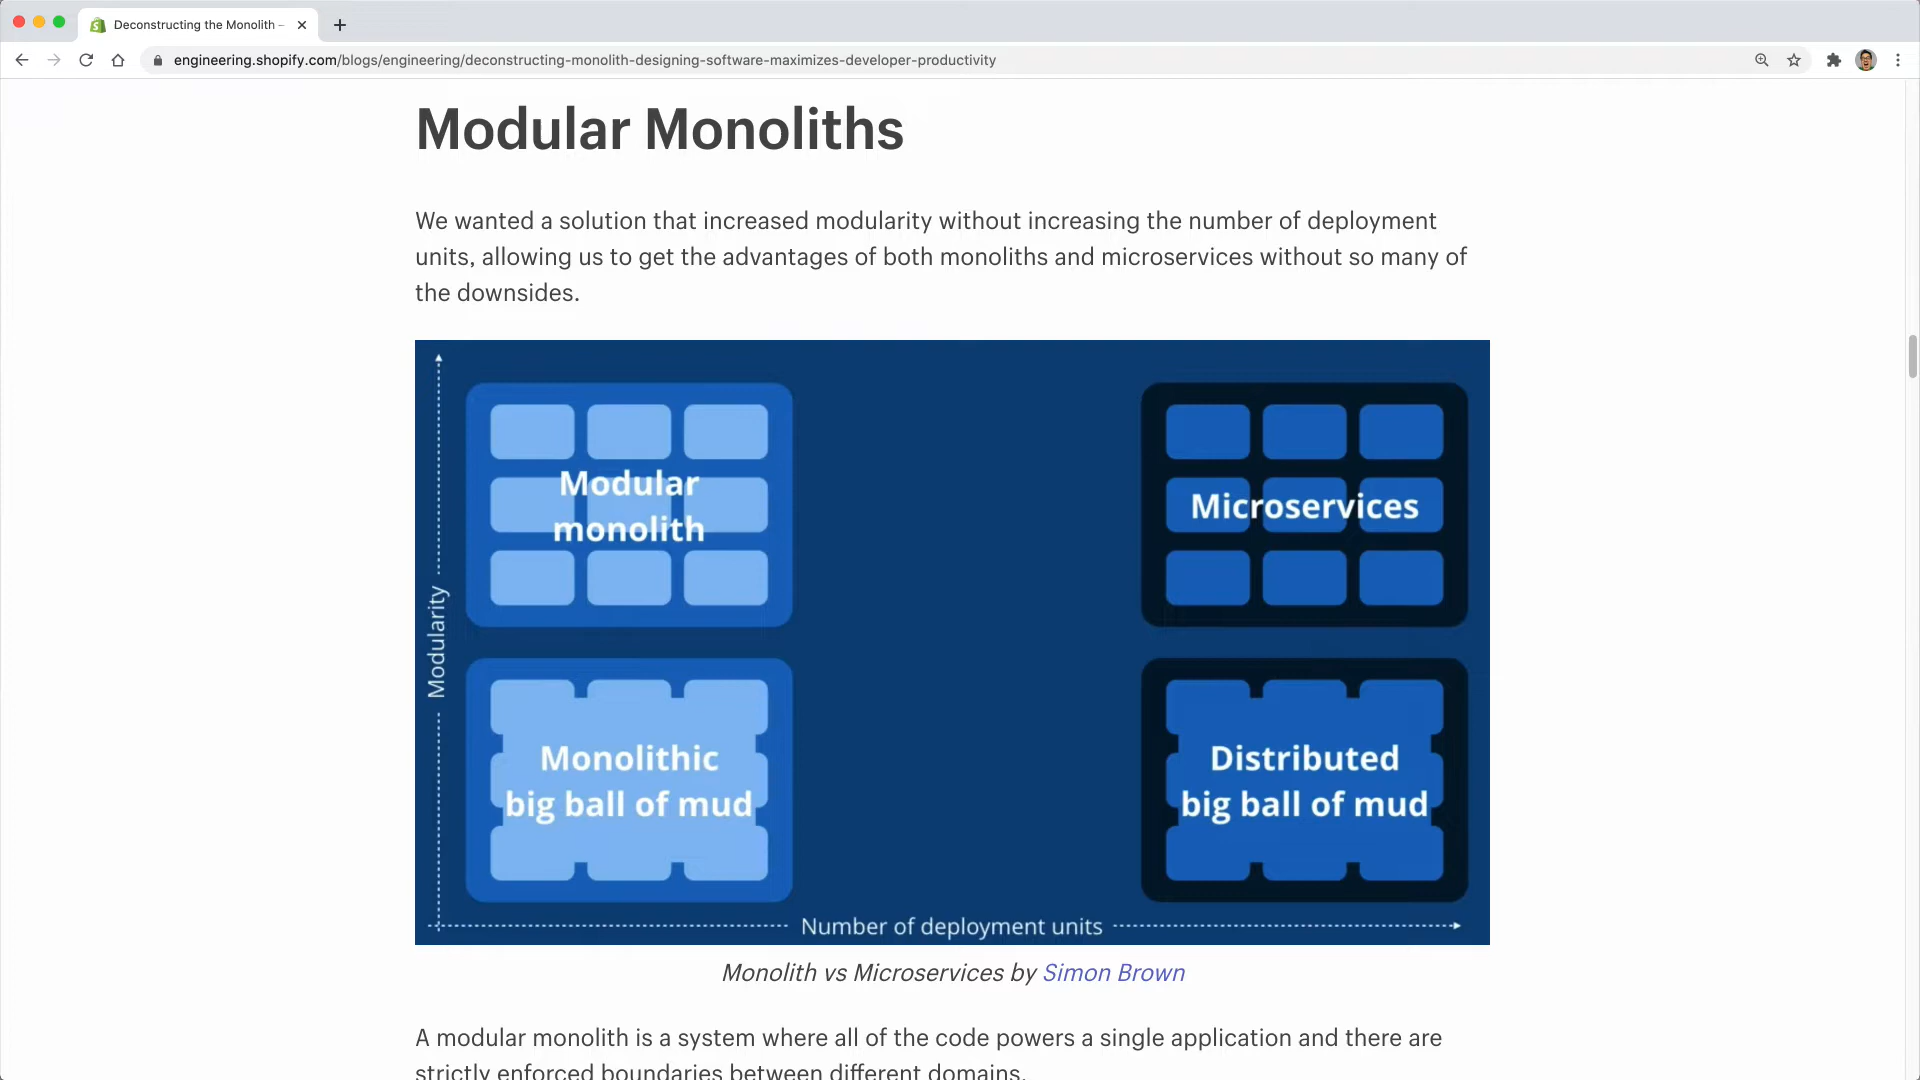 Deconstructing the Monolith –
engineering.shopify.com/blogs/engineering/deconstructing-monolith-designing-software-maximizes-developer-productivity
Modular Monoliths
We wanted a solution that increased modularity without increasing the number of deployment
units, allowing us to get the advantages of both monoliths and microservices without so many of
the downsides.
Modular
monolith
Microservices
Modularity
Monolithic
big ball of mud
Distributed
big ball of mud
Number of deployment units
Monolith vs Microservices by Simon Brown
A modular monolith is a system where all of the code powers a single application and there are
strictly enforced boundaries between different domains.